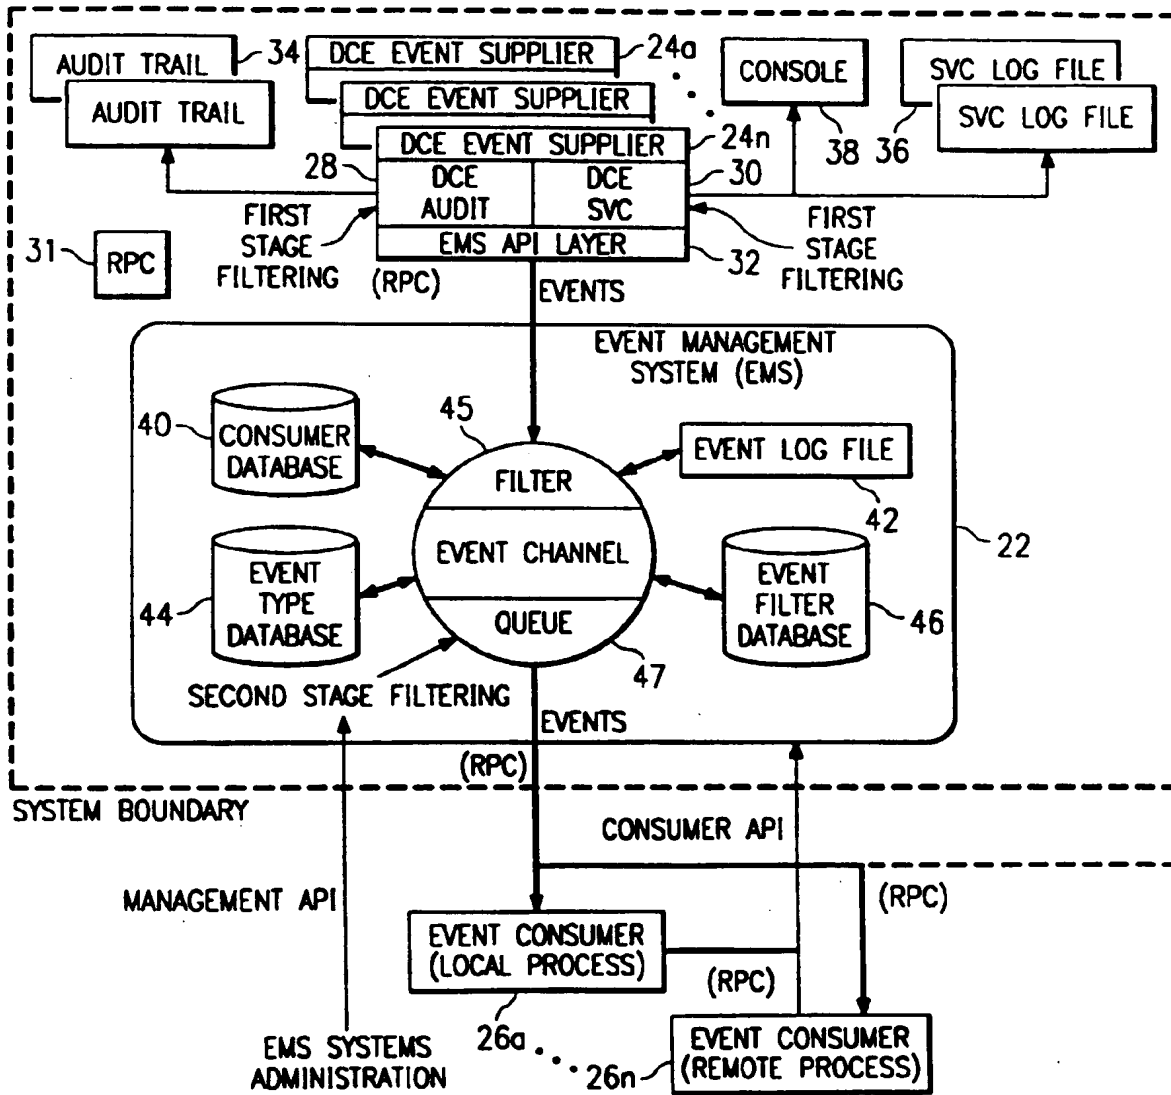 AUDIT TRAIL
34
AUDIT TRAIL
DCE EVENT SUPPLIER
24a
DCE EVENT SUPPLIER
DCE EVENT SUPPLIER
24n
CONSOLE
38
36
SVC LOG FILE
SVC LOG FILE
28
DCE
AUDIT
DCE
SVC
30
EMS API LAYER
32
FIRST
STAGE
FILTERING
FIRST
STAGE
FILTERING
31
RPC
(RPC)
EVENTS
EVENT MANAGEMENT
SYSTEM (EMS)
40
CONSUMER
DATABASE
45
FILTER
EVENT CHANNEL
QUEUE
47
EVENT LOG FILE
42
22
44
EVENT
TYPE
DATABASE
EVENT
FILTER
DATABASE
46
SECOND STAGE FILTERING
EVENTS
(RPC)
SYSTEM BOUNDARY
CONSUMER API
MANAGEMENT API
(RPC)
EVENT CONSUMER
(LOCAL PROCESS)
(RPC)
26a
26n
EVENT CONSUMER
(REMOTE PROCESS)
EMS SYSTEMS
ADMINISTRATION